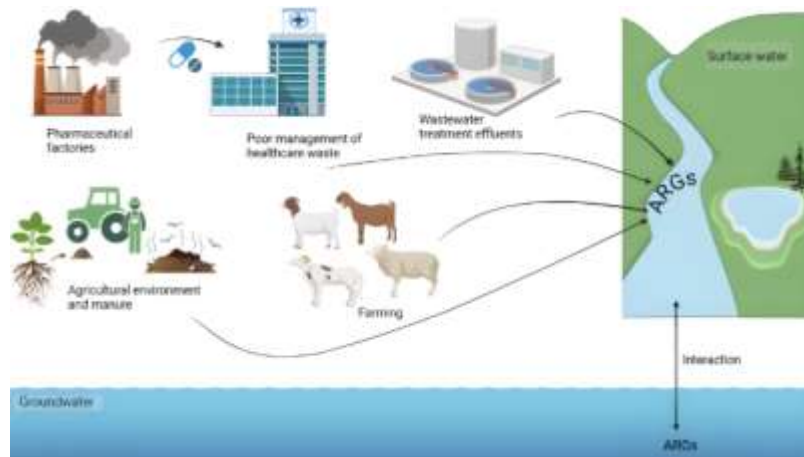 Pharmaceutical
factories
Poor management of
healthcare waste
Wastewater
treatment effluents
Surface water
ARGs
Agricultural environment
and manure
Farming
Interaction
Groundwater
ARGs